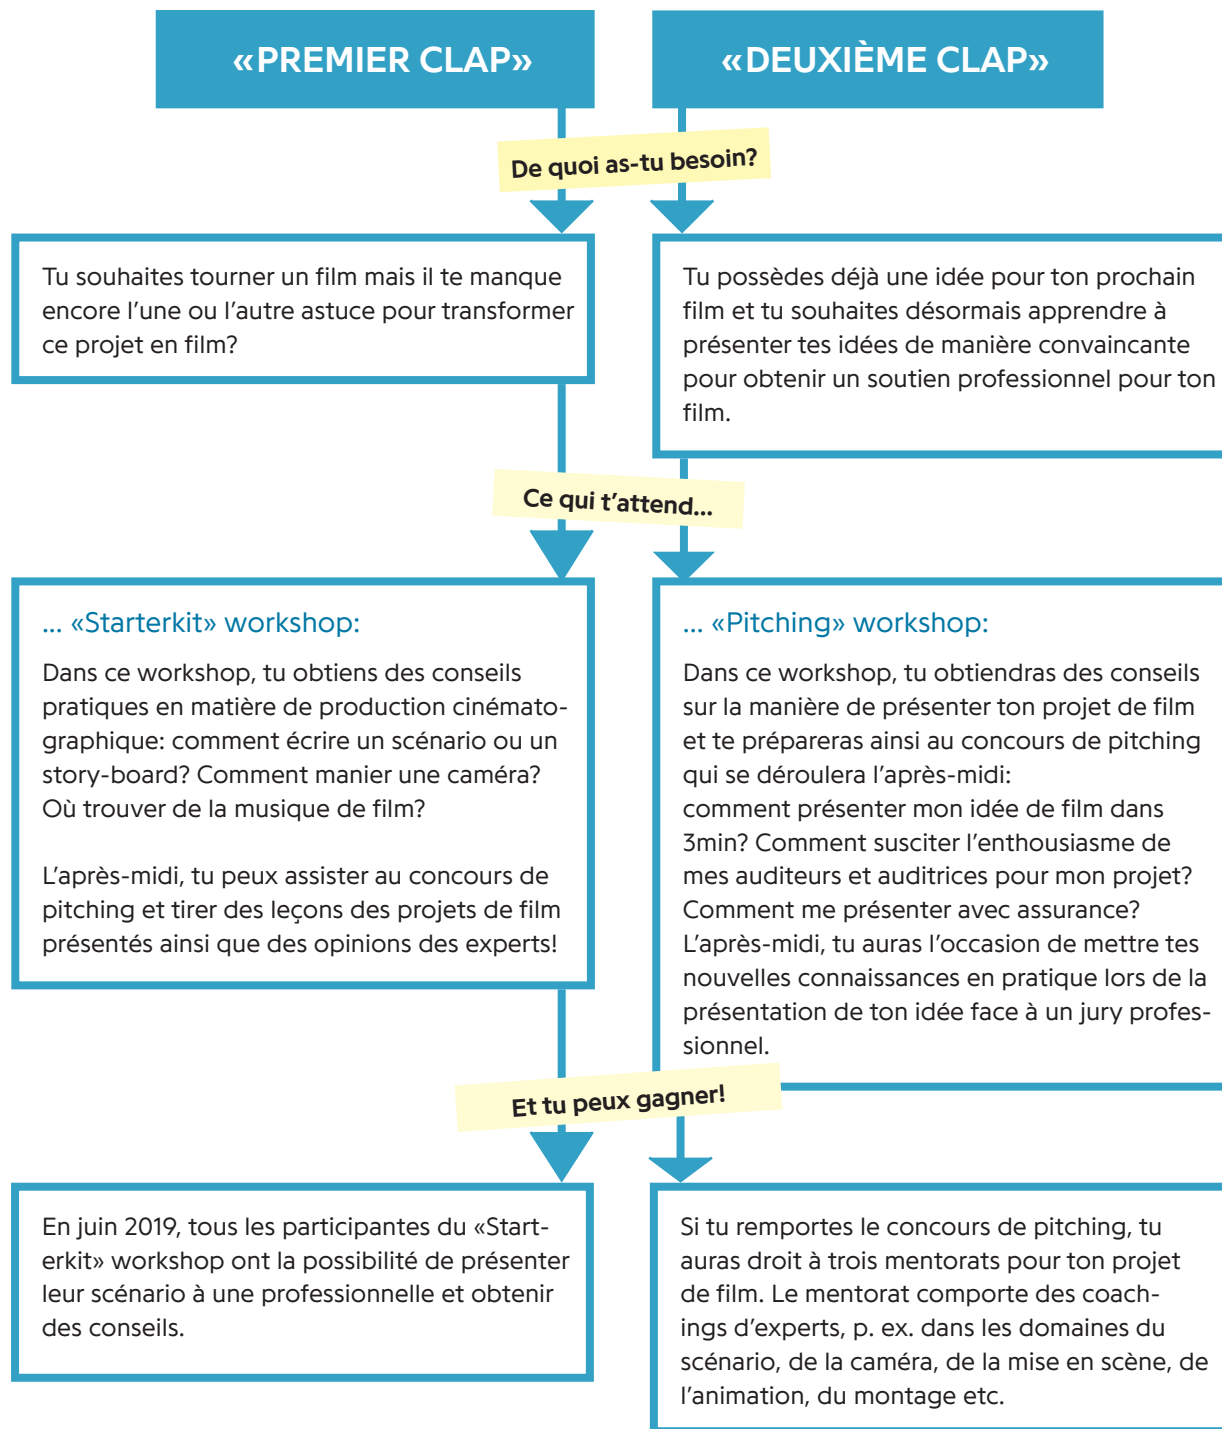 «PREMIER CLAP»
«DEUXIÈME CLAP»
De quoi as-tu besoin?
Tu souhaites tourner un film mais il te manque
encore l’une ou l’autre astuce pour transformer
ce projet en film?
Tu possèdes déjà une idée pour ton prochain
film et tu souhaites désormais apprendre à
présenter tes idées de manière convaincante
pour obtenir un soutien professionnel pour ton
film.
Ce qui t’attend...
... «Starterkit» workshop:
Dans ce workshop, tu obtiens des conseils
pratiques en matière de production cinémato-
graphique: comment écrire un scénario ou un
story-board? Comment manier une caméra?
Où trouver de la musique de film?
L’après-midi, tu peux assister au concours de
pitching et tirer des leçons des projets de film
présentés ainsi que des opinions des experts!
... «Pitching» workshop:
Dans ce workshop, tu obtiendras des conseils
sur la manière de présenter ton projet de film
et te prépareras ainsi au concours de pitching
qui se déroulera l’après-midi:
comment présenter mon idée de film dans
3min? Comment susciter l’enthousiasme de
mes auditeurs et auditrices pour mon projet?
Comment me présenter avec assurance?
L’après-midi, tu auras l’occasion de mettre tes
nouvelles connaissances en pratique lors de la
présentation de ton idée face à un jury profes-
sionnel.
Et tu peux gagner!
En juin 2019, tous les participantes du «Start-
erkit» workshop ont la possibilité de présenter
leur scénario à une professionnelle et obtenir
des conseils.
Si tu remportes le concours de pitching, tu
auras droit à trois mentorats pour ton projet
de film. Le mentorat comporte des coach-
ings d’experts, p. ex. dans les domaines du
scénario, de la caméra, de la mise en scène, de
l’animation, du montage etc.